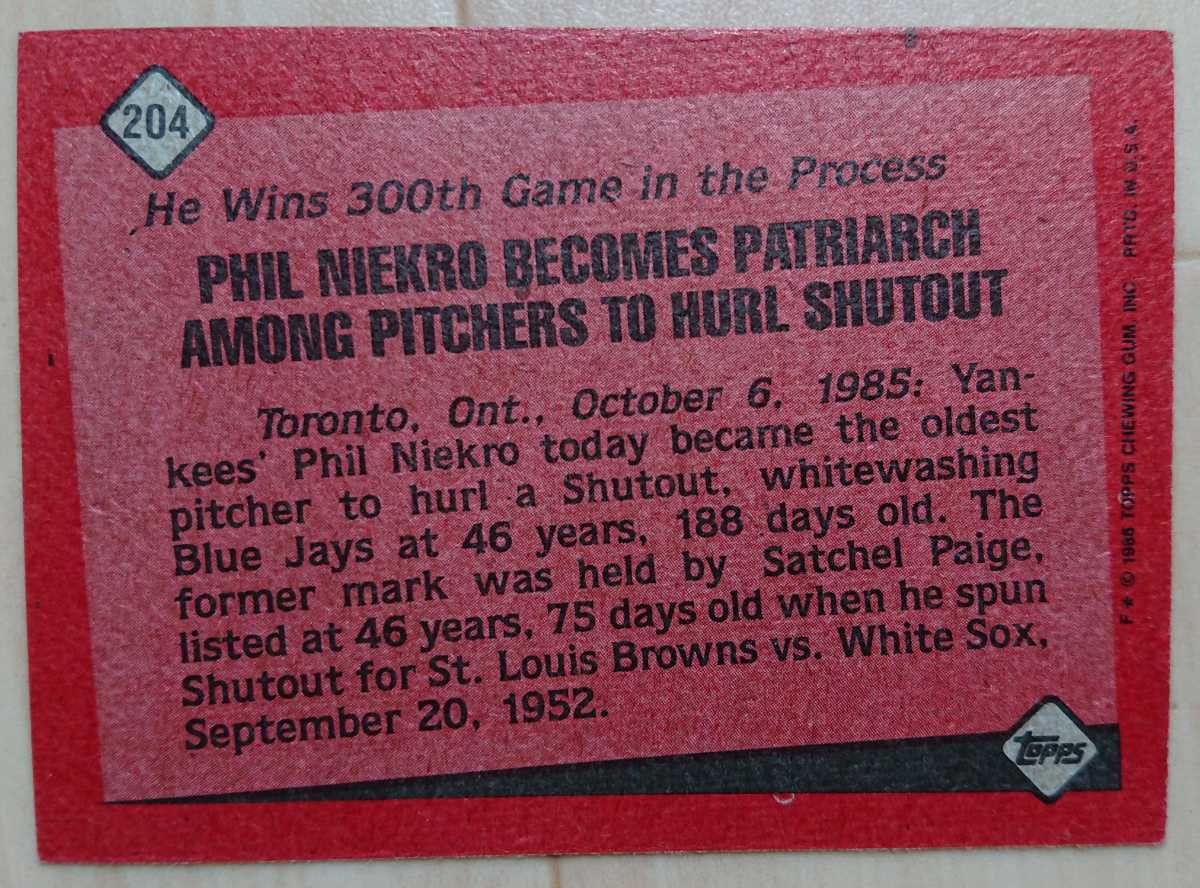 204
He Wins 300th Game in the Process
PHIL NIEKRO BECOMES PATRIARCH
AMONG PITCHERS TO HURL SHUTOUT
Toronto, Ont., October 6, 1985: Yan-
kees' Phil Niekro today became the oldest
pitcher to hurl a Shutout, whitewashing
Blue Jays at 46 years, 188 days old. The
former mark was held by Satchel Paige,
listed at 46 years, 75 days old when he spun
Shutout for St. Louis Browns vs. White Sox,
September 20, 1952.
topps
F* © 1986 TOPPS CHEWING GUM, INC. PRTD. IN U.S.A.